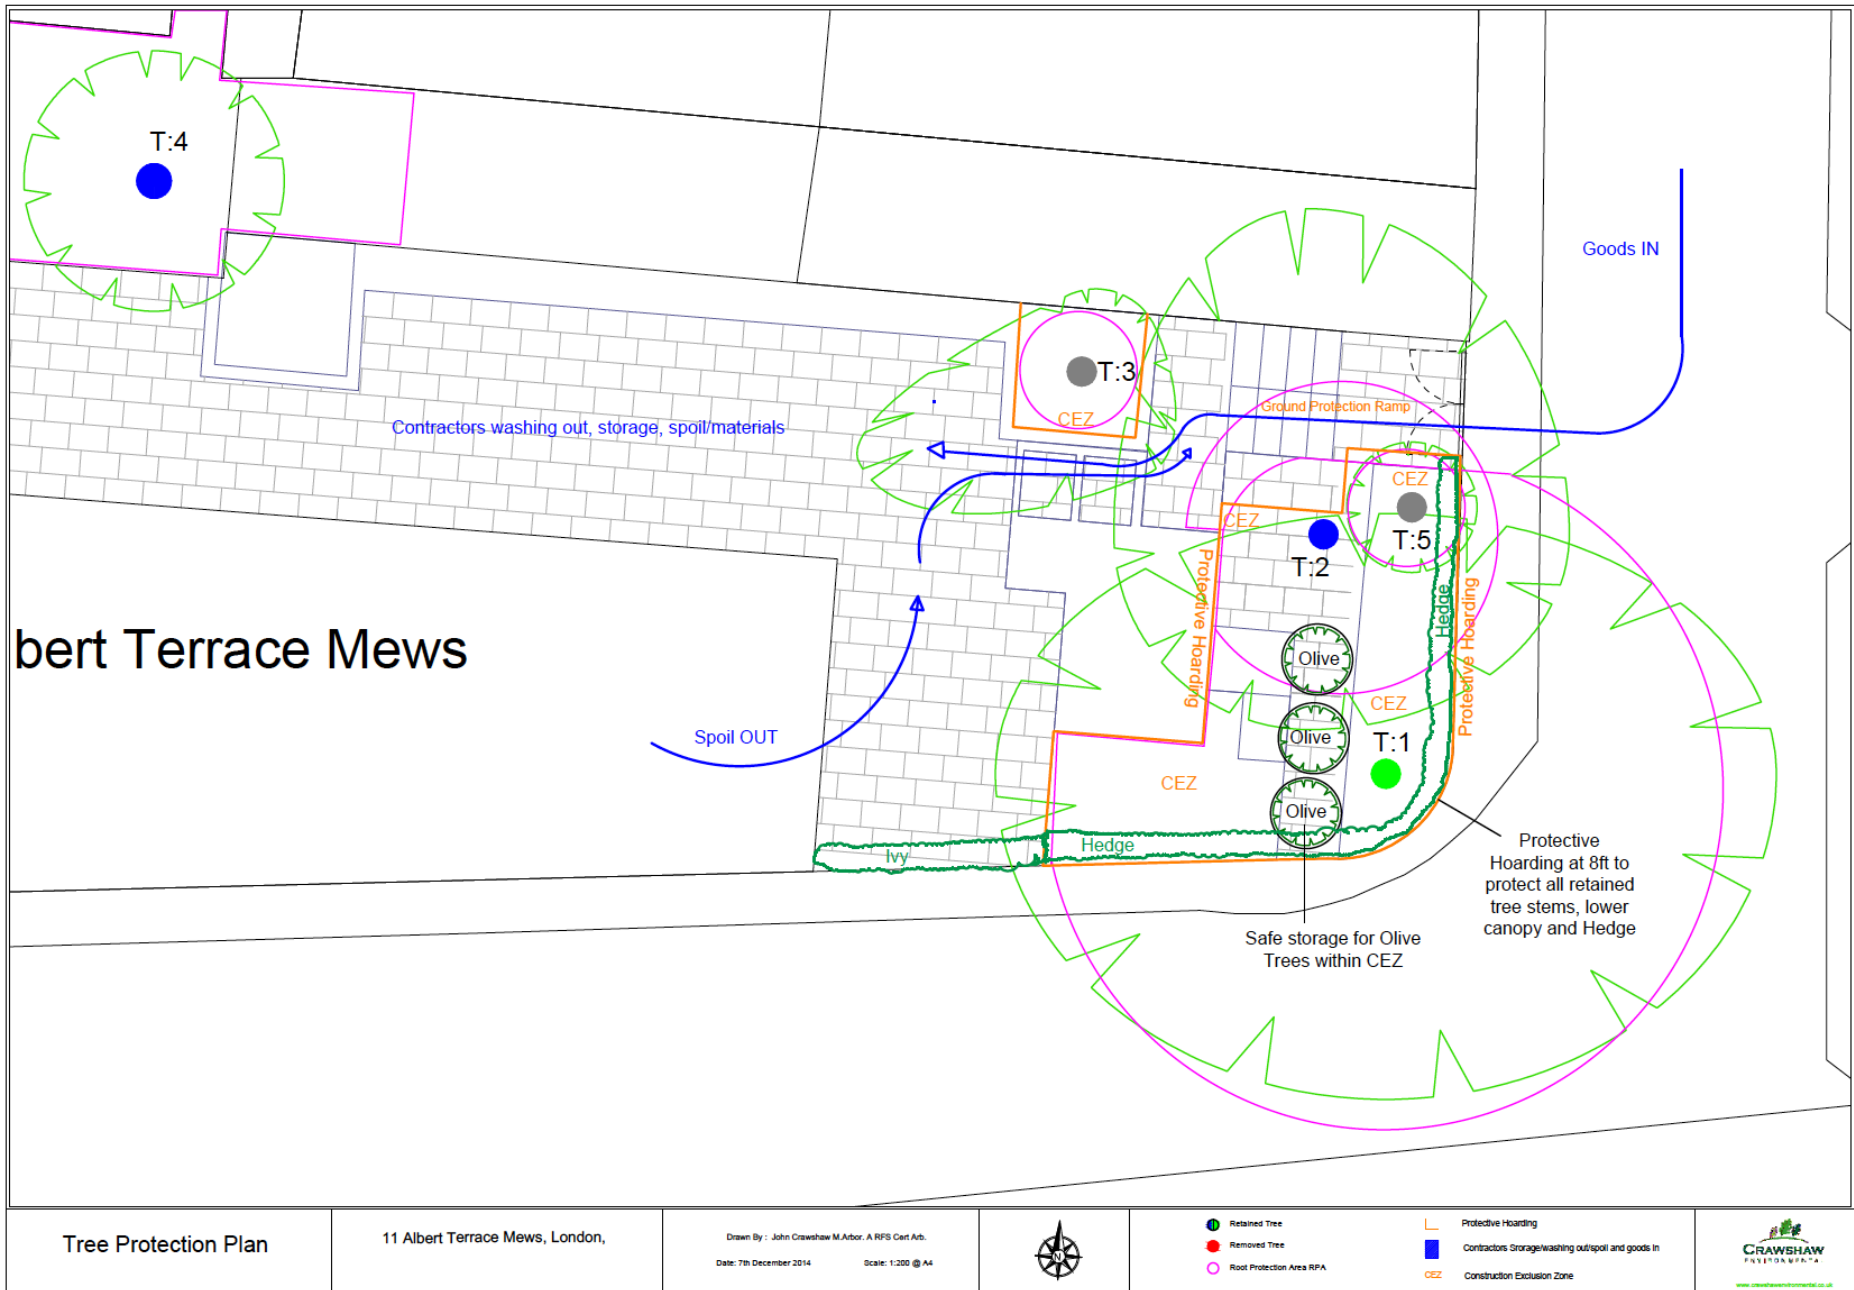 T:4
Goods IN
T:3
CEZ
Ground Protection Ramp
Contractors washing out, storage, spoil/materials
CEZ
CEZ
T:5
T:2
Protective Hoarding
Hedge
Protective Hoarding
bert Terrace Mews
Olive
CEZ
Spoil OUT
Olive
T:1
CEZ
Olive
Ivy
Hedge
Protective
Hoarding at 8ft to
protect all retained
tree stems, lower
canopy and Hedge
Safe storage for Olive
Trees within CEZ
Tree Protection Plan
11 Albert Terrace Mews, London,
Drawn By : John Crawshaw M.Arbor. A RFS Cert Arb.
Date: 7th December 2014 Scale: 1:200 @ A4
N
Retained Tree
Removed Tree
Root Protection Area RPA
Protective Hoarding
Contractors Srorage/washing out/spoil and goods in
CEZ Construction Exclusion Zone
CRAWSHAW
ENVIRONMENTAL
www.crawshawenvironmental.co.uk